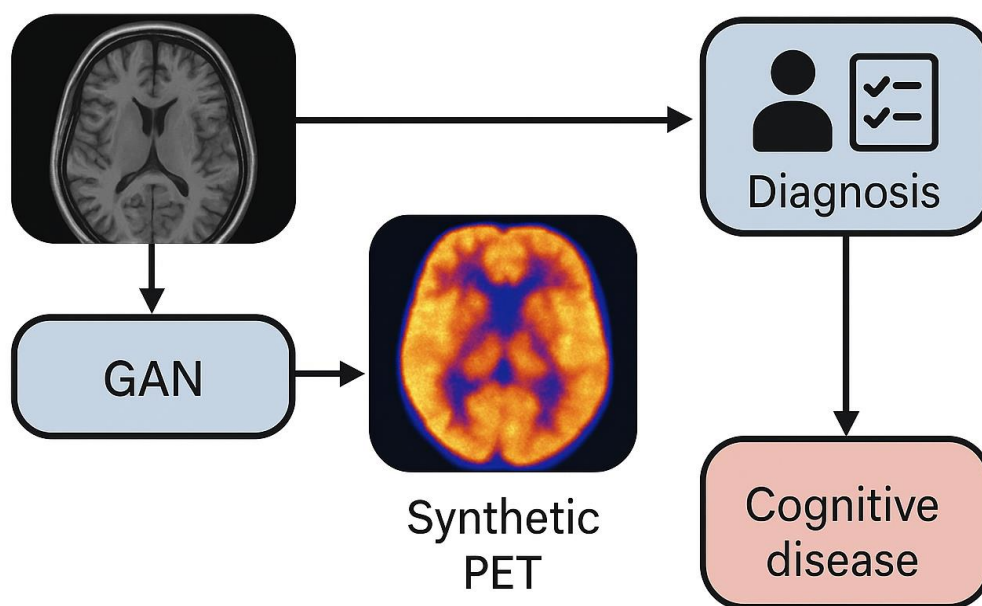 Diagnosis
GAN
Synthetic
PET
Cognitive
disease